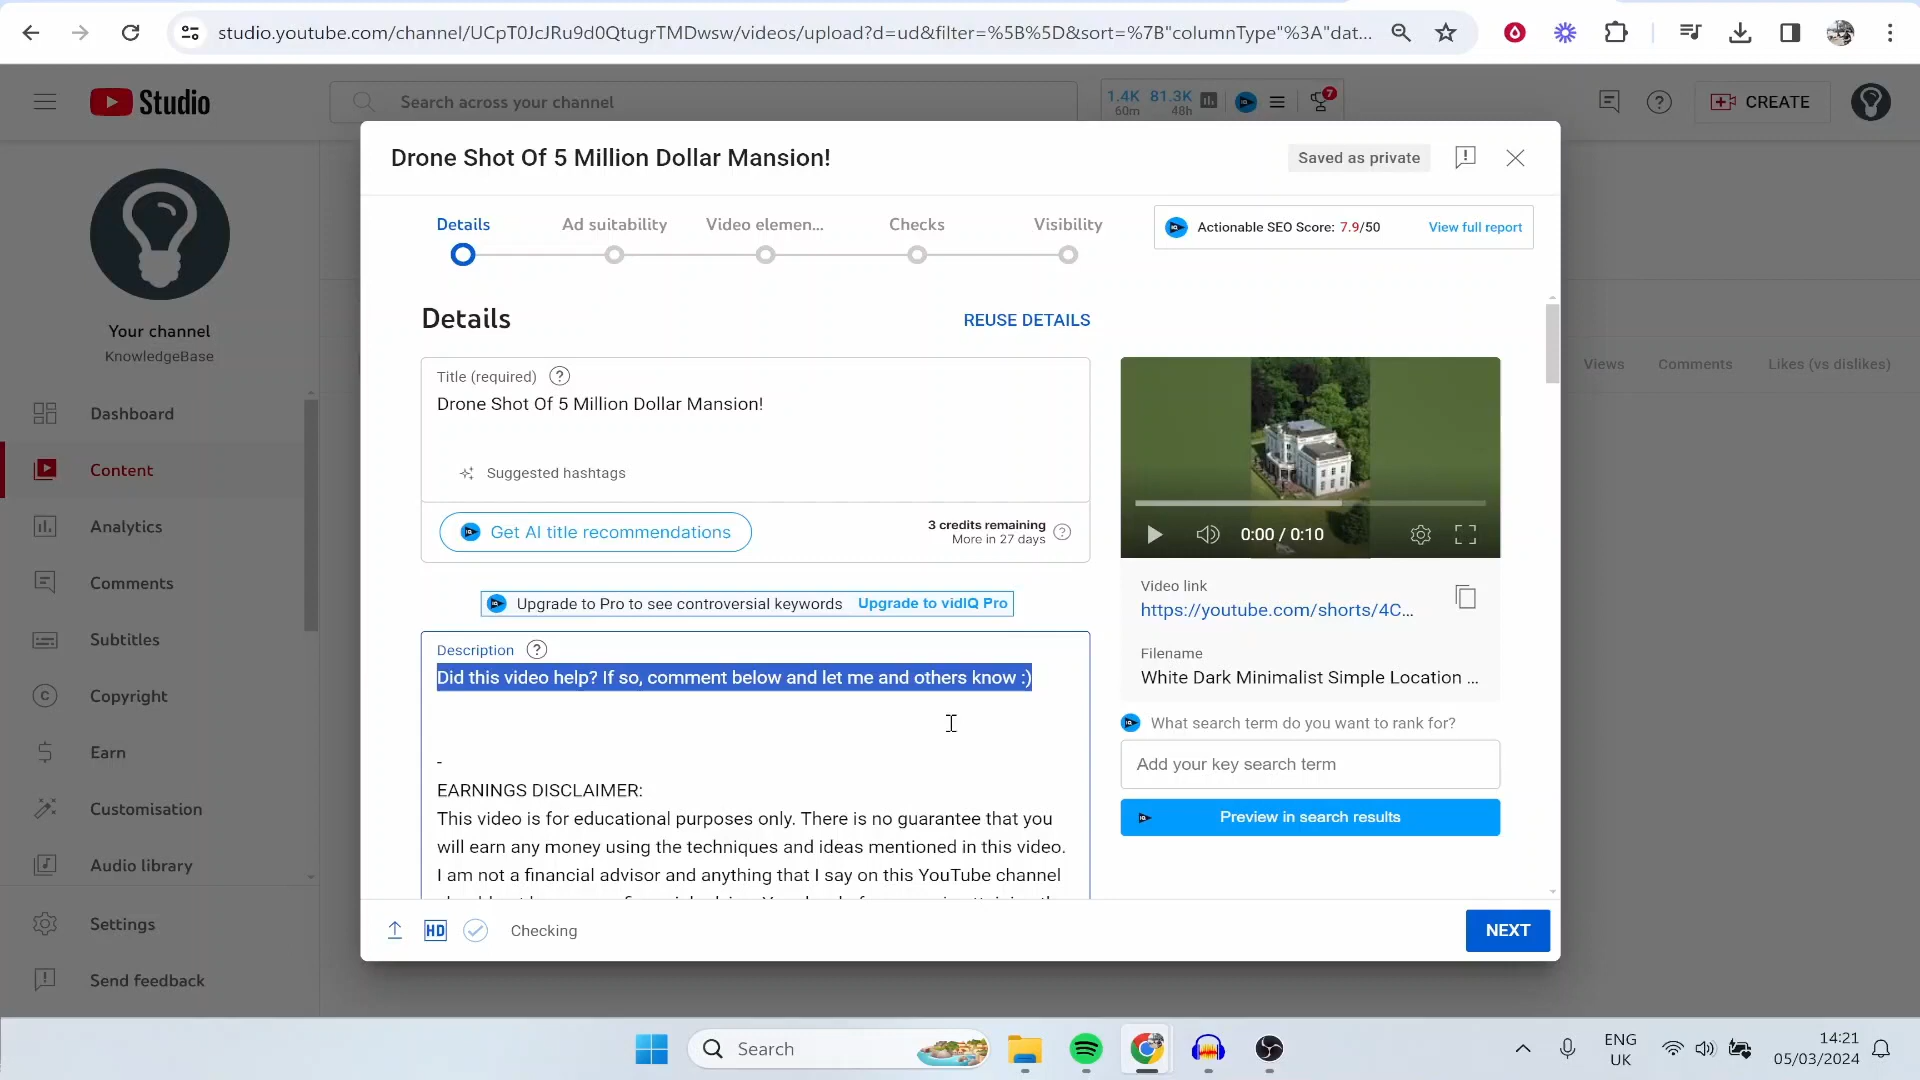 studio.youtube.com/channel/UCpT0JcJRu9d0QtugrTMDwsw/videos/upload?d=ud&filter=%5B%5D&sort=%7B"columnType"%3A"dat...
Studio
Search across your channel
1.4K 81.3K
60m 48h
7
CREATE
Drone Shot Of 5 Million Dollar Mansion!
Saved as private
Details
Ad suitability
Video elemen...
Checks
Visibility
Actionable SEO Score: 7.9/50
View full report
Your channel
KnowledgeBase
Dashboard
Content
Analytics
Comments
Subtitles
Copyright
Earn
Customisation
Audio library
Settings
Send feedback
Details
REUSE DETAILS
Title (required)
Drone Shot Of 5 Million Dollar Mansion!
Suggested hashtags
Get AI title recommendations
3 credits remaining
More in 27 days
Upgrade to Pro to see controversial keywords Upgrade to vidIQ Pro
Description
Did this video help? If so, comment below and let me and others know :)
-
EARNINGS DISCLAIMER:
This video is for educational purposes only. There is no guarantee that you
will earn any money using the techniques and ideas mentioned in this video.
I am not a financial advisor and anything that I say on this YouTube channel
0:00 / 0:10
Video link
https://youtube.com/shorts/4C...
Filename
White Dark Minimalist Simple Location ...
What search term do you want to rank for?
Add your key search term
Preview in search results
Views
Comments
Likes (vs dislikes)
HD
Checking
NEXT
Search
ENG
UK
14:21
05/03/2024